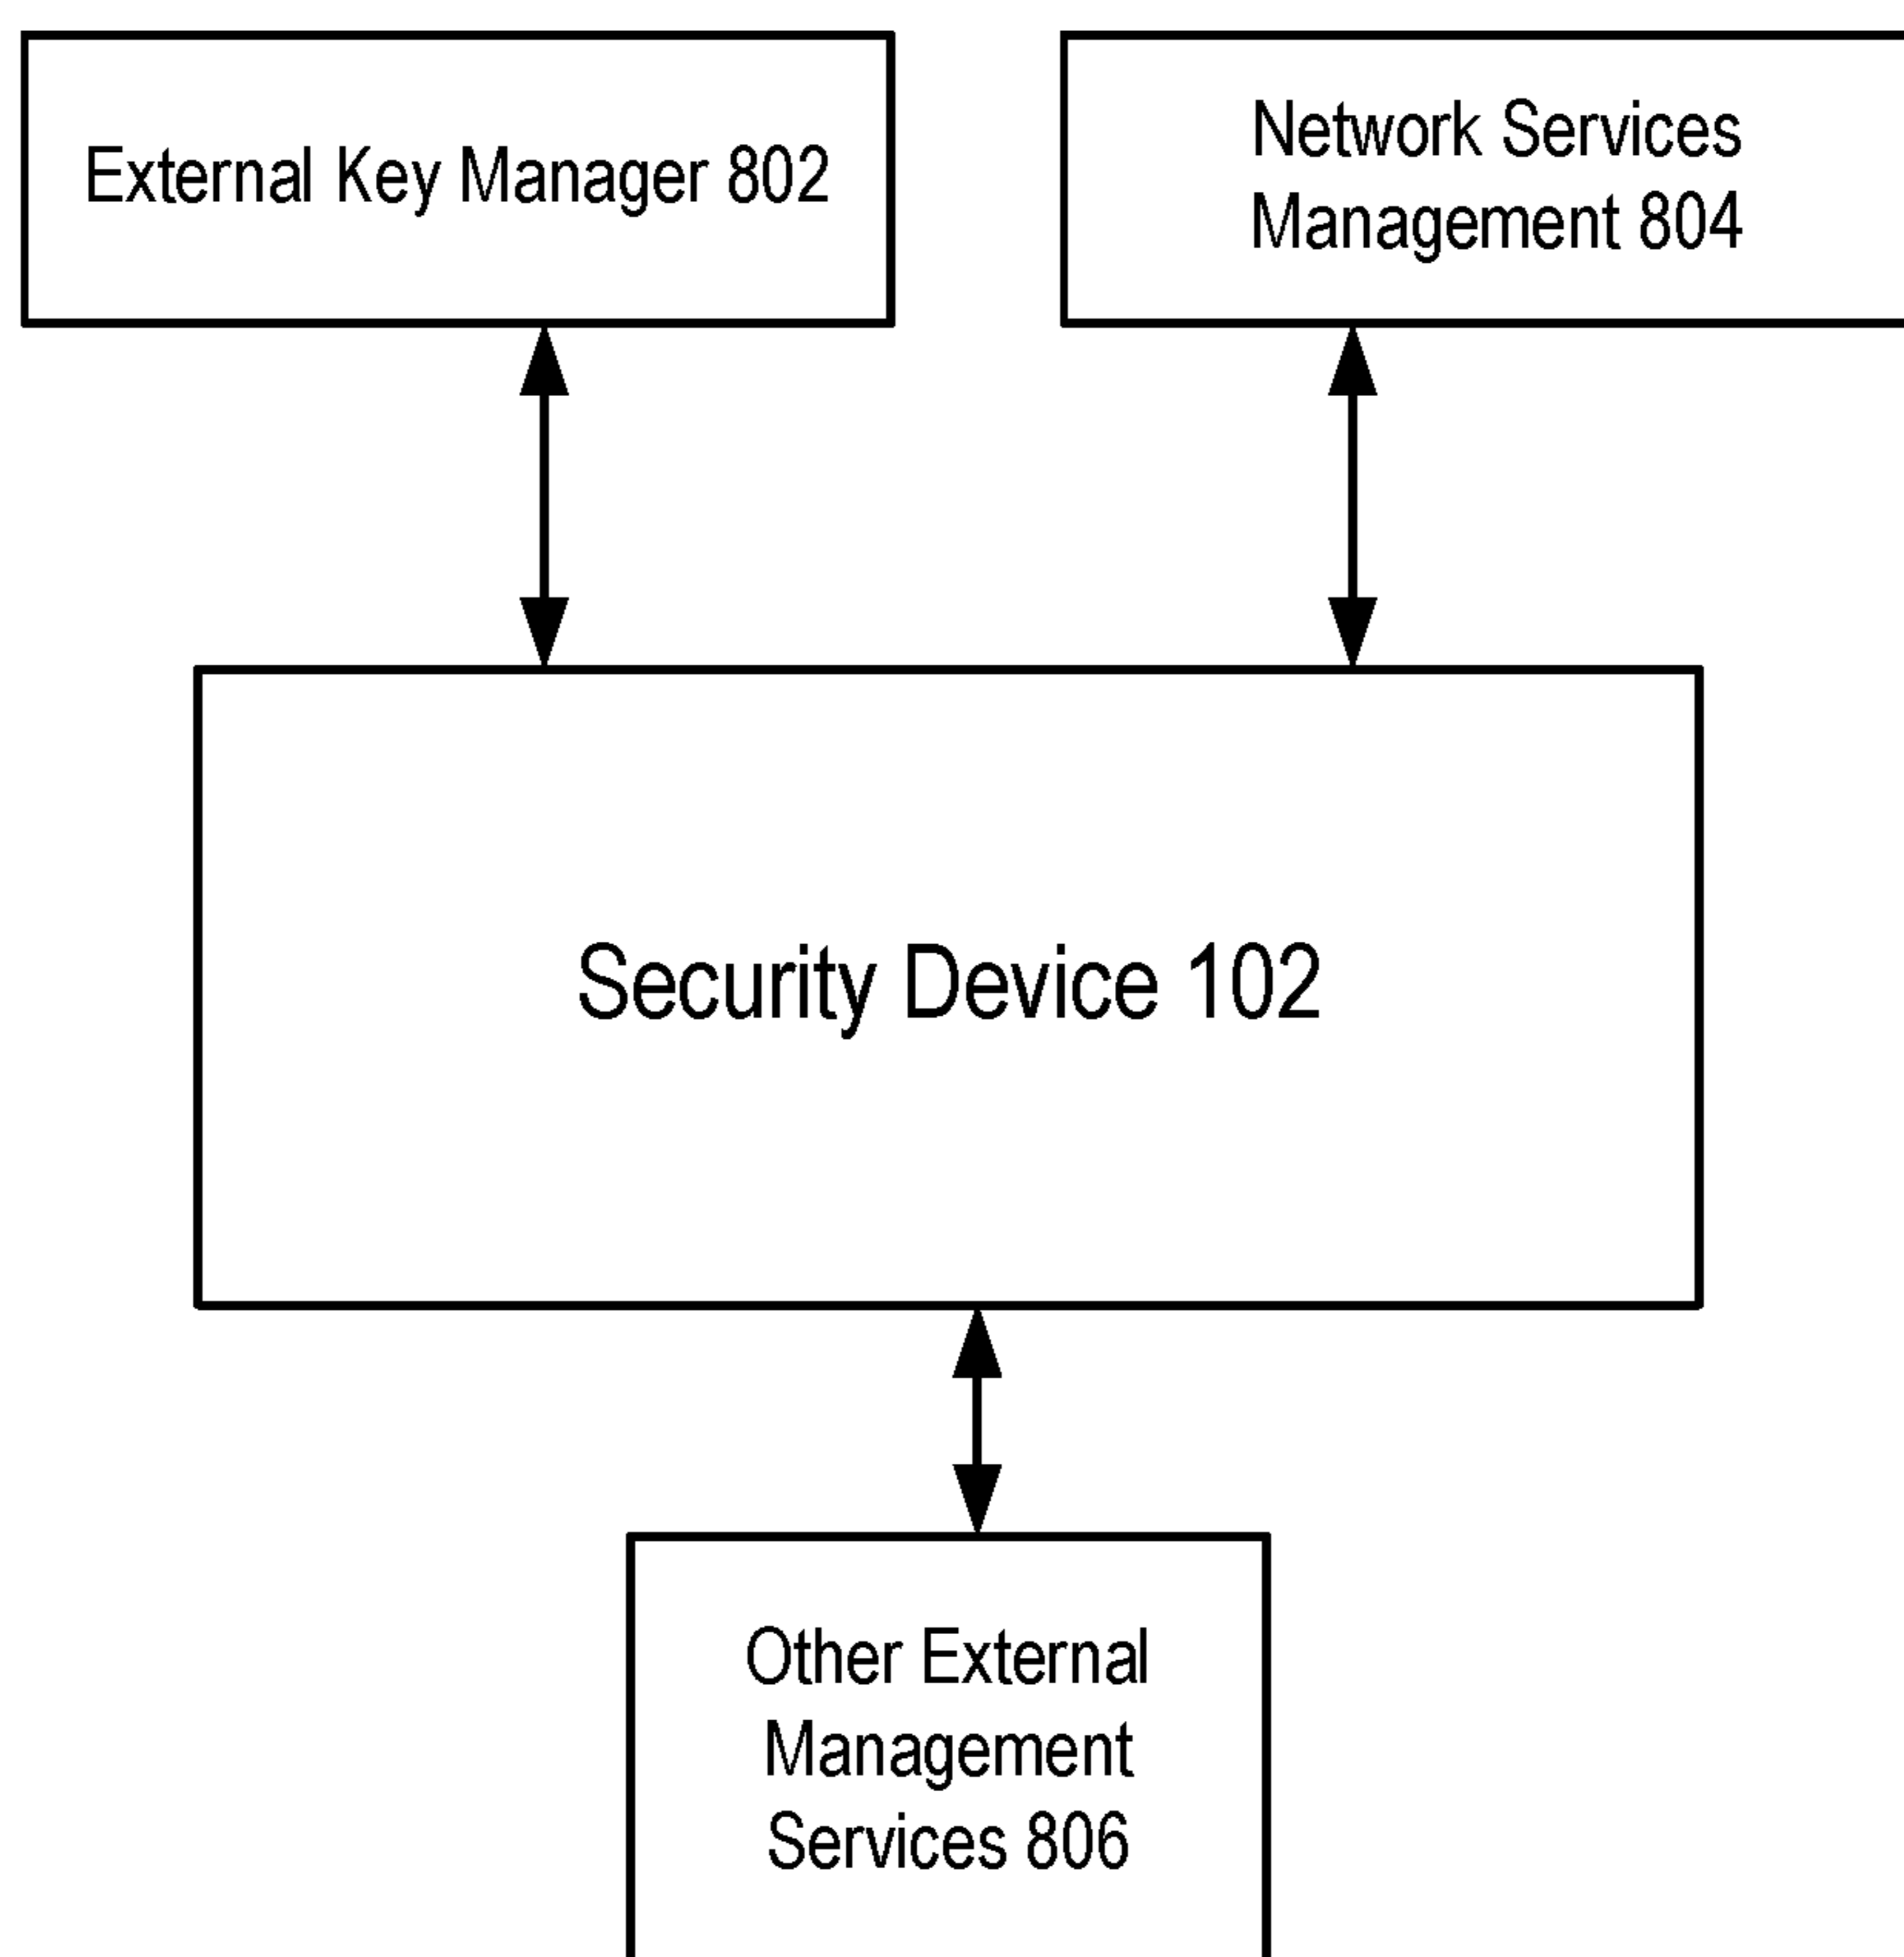 External Key Manager 802
Network Services
Management 804
Security Device 102
Other External
Management
Services 806